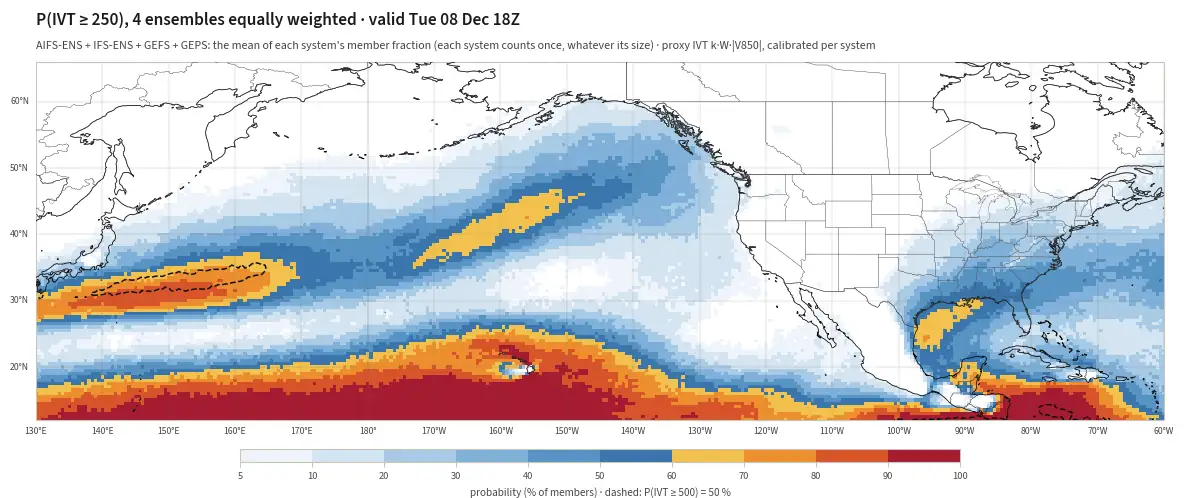 P(IVT ≥ 250), 4 ensembles equally weighted · valid Tue 08 Dec 18Z
AIFS-ENS + IFS-ENS + GEFS + GEPS: the mean of each system's member fraction (each system counts once, whatever its size) · proxy IVT k·W·|V850|, calibrated per system
60°N
50°N
40°N
30°N
20°N
130°E 140°E 150°E 160°E 170°E 180° 170°W 160°W 150°W 140°W 130°W 120°W 110°W 100°W 90°W 80°W 70°W 60°W
5 10 20 30 40 50 60 70 80 90 100
probability (% of members) · dashed: P(IVT ≥ 500) = 50 %